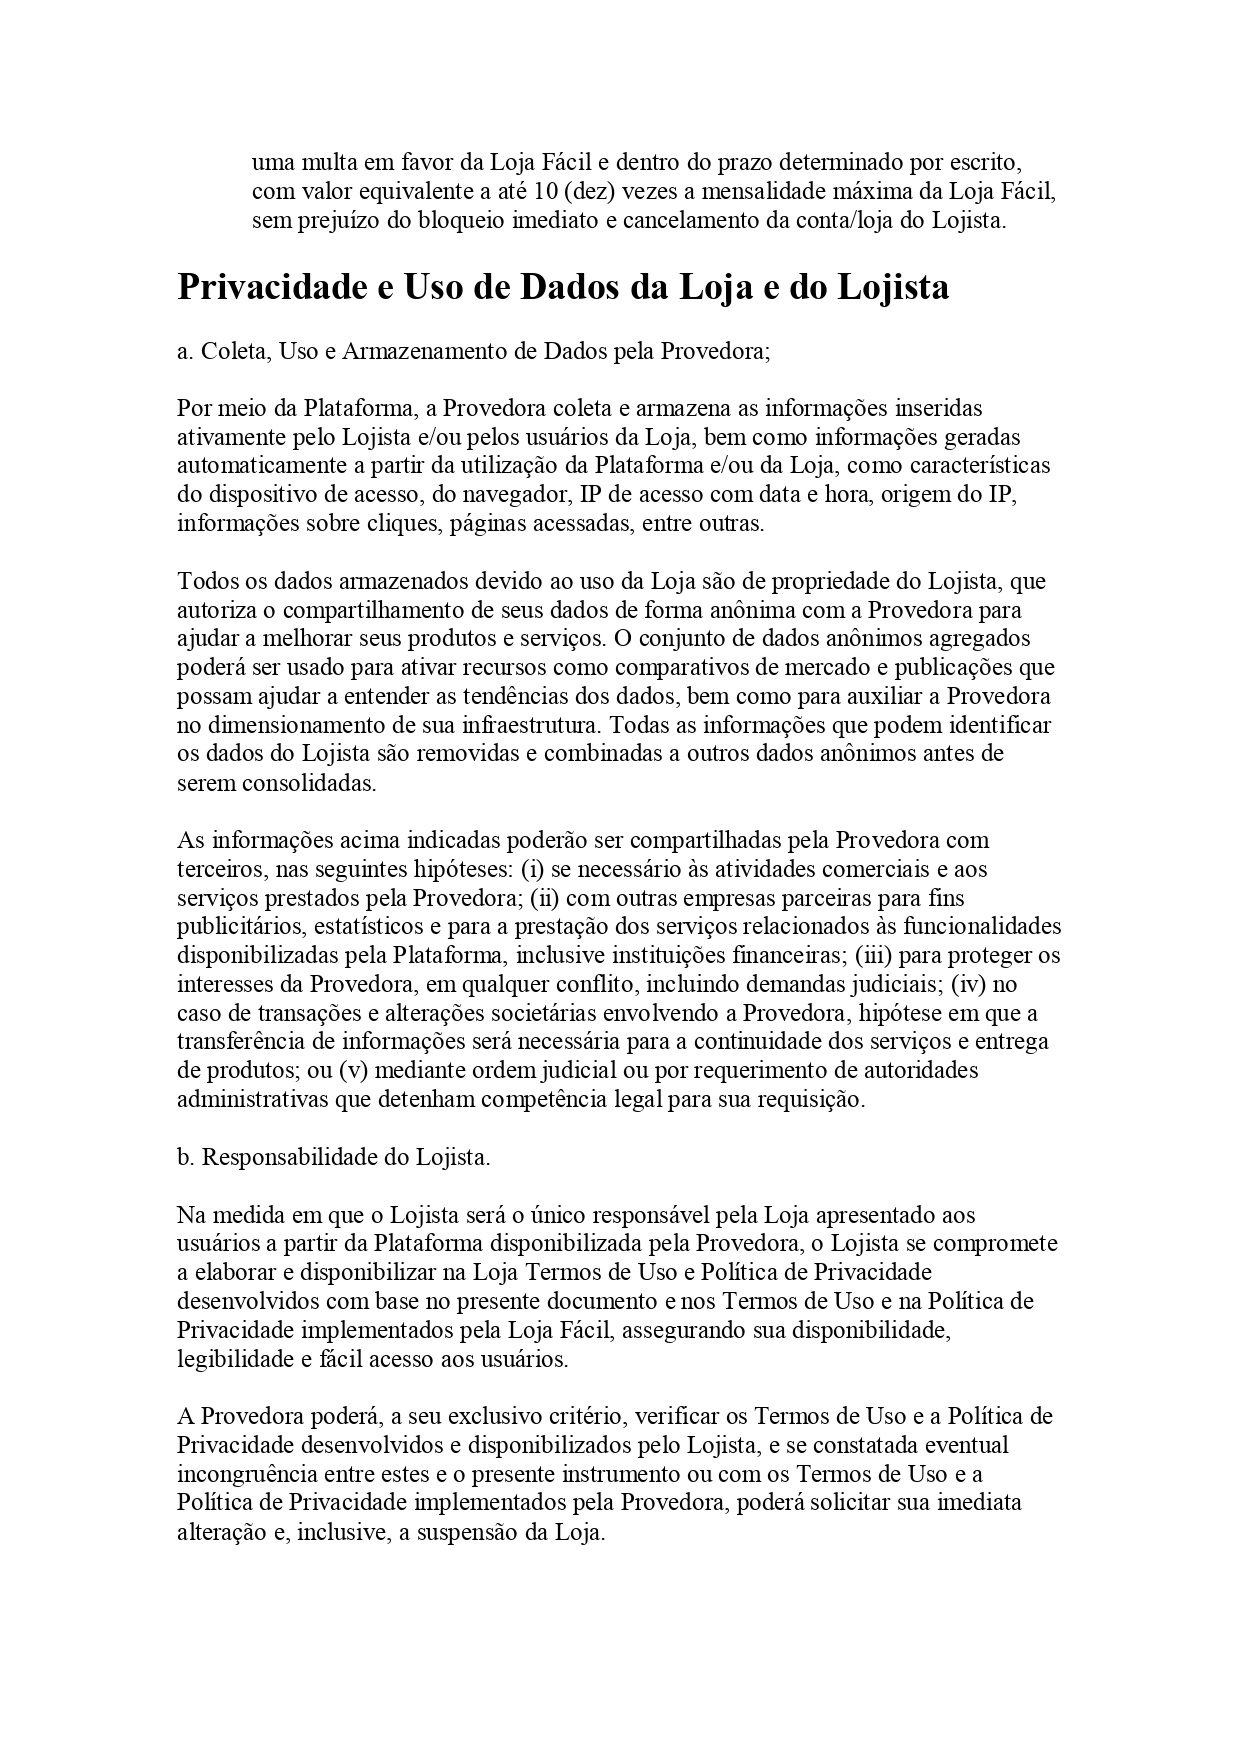 uma multa em favor da Loja Fácil e dentro do prazo determinado por escrito,
com valor equivalente a até 10 (dez) vezes a mensalidade máxima da Loja Fácil,
sem prejuízo do bloqueio imediato e cancelamento da conta/loja do Lojista.
Privacidade e Uso de Dados da Loja e do Lojista
a. Coleta, Uso e Armazenamento de Dados pela Provedora;
Por meio da Plataforma, a Provedora coleta e armazena as informações inseridas
ativamente pelo Lojista e/ou pelos usuários da Loja, bem como informações geradas
automaticamente a partir da utilização da Plataforma e/ou da Loja, como características
do dispositivo de acesso, do navegador, IP de acesso com data e hora, origem do IP,
informações sobre cliques, páginas acessadas, entre outras.
Todos os dados armazenados devido ao uso da Loja são de propriedade do Lojista, que
autoriza o compartilhamento de seus dados de forma anônima com a Provedora para
ajudar a melhorar seus produtos e serviços. O conjunto de dados anônimos agregados
poderá ser usado para ativar recursos como comparativos de mercado e publicações que
possam ajudar a entender as tendências dos dados, bem como para auxiliar a Provedora
no dimensionamento de sua infraestrutura. Todas as informações que podem identificar
os dados do Lojista são removidas e combinadas a outros dados anônimos antes de
serem consolidadas.
As informações acima indicadas poderão ser compartilhadas pela Provedora com
terceiros, nas seguintes hipóteses: (i) se necessário às atividades comerciais e aos
serviços prestados pela Provedora; (ii) com outras empresas parceiras para fins
publicitários, estatísticos e para a prestação dos serviços relacionados às funcionalidades
disponibilizadas pela Plataforma, inclusive instituições financeiras; (iii) para proteger os
interesses da Provedora, em qualquer conflito, incluindo demandas judiciais; (iv) no
caso de transações e alterações societárias envolvendo a Provedora, hipótese em que a
transferência de informações será necessária para a continuidade dos serviços e entrega
de produtos; ou (v) mediante ordem judicial ou por requerimento de autoridades
administrativas que detenham competência legal para sua requisição.
b. Responsabilidade do Lojista.
Na medida em que o Lojista será o único responsável pela Loja apresentado aos
usuários a partir da Plataforma disponibilizada pela Provedora, o Lojista se compromete
a elaborar e disponibilizar na Loja Termos de Uso e Política de Privacidade
desenvolvidos com base no presente documento e nos Termos de Uso e na Política de
Privacidade implementados pela Loja Fácil, assegurando sua disponibilidade,
legibilidade e fácil acesso aos usuários.
A Provedora poderá, a seu exclusivo critério, verificar os Termos de Uso e a Política de
Privacidade desenvolvidos e disponibilizados pelo Lojista, e se constatada eventual
incongruência entre estes e o presente instrumento ou com os Termos de Uso e a
Política de Privacidade implementados pela Provedora, poderá solicitar sua imediata
alteração e, inclusive, a suspensão da Loja.